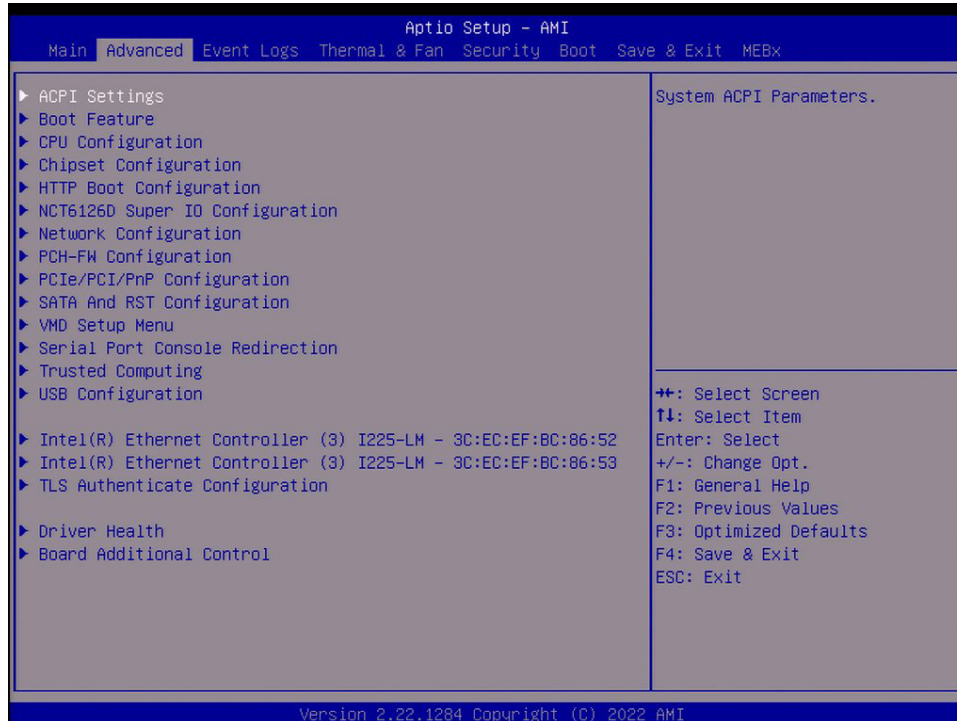 Aptio Setup – AMI
Main Advanced Event Logs Thermal & Fan Security Boot Save & Exit MEBx
ACPI Settings
Boot Feature
CPU Configuration
Chipset Configuration
HTTP Boot Configuration
NCT6126D Super IO Configuration
Network Configuration
PCH-FW Configuration
PCIe/PCI/PnP Configuration
SATA And RST Configuration
VMD Setup Menu
Serial Port Console Redirection
Trusted Computing
USB Configuration
Intel(R) Ethernet Controller (3) I225-LM - 3C:EC:EF:BC:86:52
Intel(R) Ethernet Controller (3) I225-LM - 3C:EC:EF:BC:86:53
TLS Authenticate Configuration
Driver Health
Board Additional Control
System ACPI Parameters.
→←: Select Screen
↑↓: Select Item
Enter: Select
+/-: Change Opt.
F1: General Help
F2: Previous Values
F3: Optimized Defaults
F4: Save & Exit
ESC: Exit
Version 2.22.1284 Copyright (C) 2022 AMI